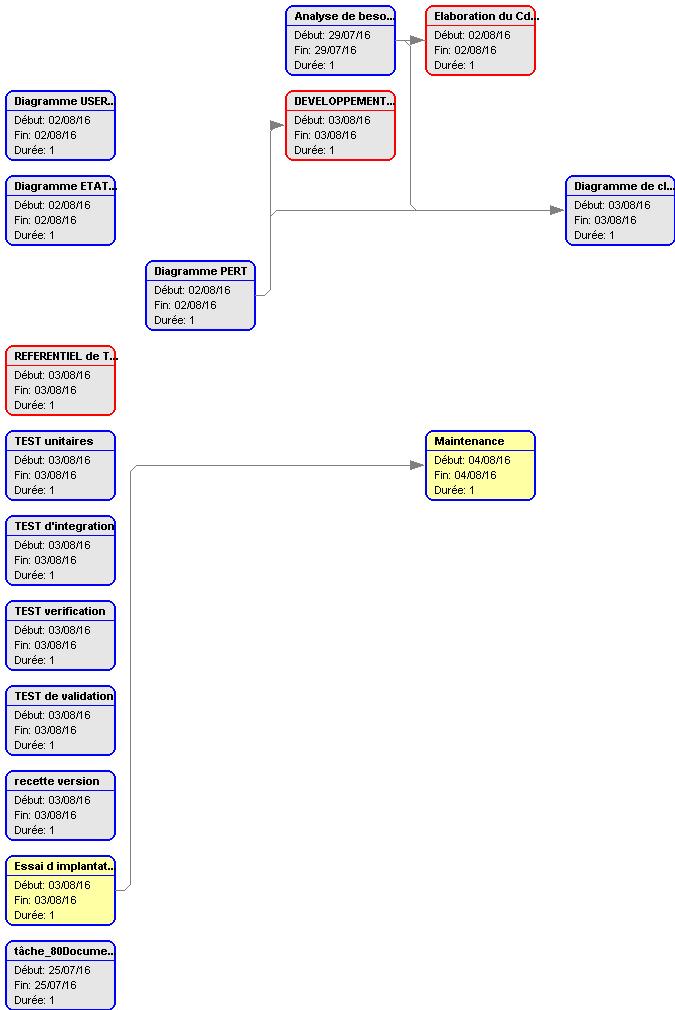 Analyse de beso...
Début: 29/07/16
Fin: 29/07/16
Durée: 1
Elaboration du Cd...
Début: 02/08/16
Fin: 02/08/16
Durée: 1
Diagramme USER...
Début: 02/08/16
Fin: 02/08/16
Durée: 1
DEVELOPPEMENT...
Début: 03/08/16
Fin: 03/08/16
Durée: 1
Diagramme ETAT...
Début: 02/08/16
Fin: 02/08/16
Durée: 1
Diagramme de cl...
Début: 03/08/16
Fin: 03/08/16
Durée: 1
Diagramme PERT
Début: 02/08/16
Fin: 02/08/16
Durée: 1
REFERENTIEL de T...
Début: 03/08/16
Fin: 03/08/16
Durée: 1
TEST unitaires
Début: 03/08/16
Fin: 03/08/16
Durée: 1
Maintenance
Début: 04/08/16
Fin: 04/08/16
Durée: 1
TEST d'integration
Début: 03/08/16
Fin: 03/08/16
Durée: 1
TEST verification
Début: 03/08/16
Fin: 03/08/16
Durée: 1
TEST de validation
Début: 03/08/16
Fin: 03/08/16
Durée: 1
recette version
Début: 03/08/16
Fin: 03/08/16
Durée: 1
Essai d implantat...
Début: 03/08/16
Fin: 03/08/16
Durée: 1
tâche_80Docume...
Début: 25/07/16
Fin: 25/07/16
Durée: 1